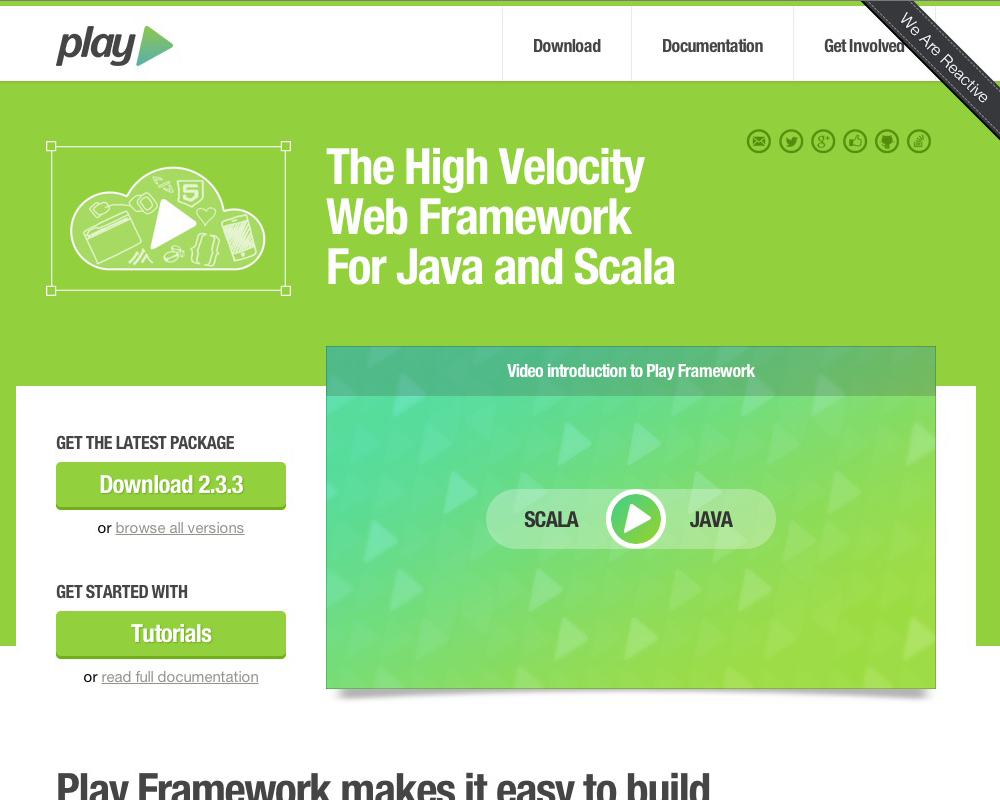 play
Download
Documentation
Get Involved
We Are Reactive
The High Velocity
Web Framework
For Java and Scala
Video introduction to Play Framework
SCALA
JAVA
GET THE LATEST PACKAGE
Download 2.3.3
or browse all versions
GET STARTED WITH
Tutorials
or read full documentation
Play Framework makes it easy to build